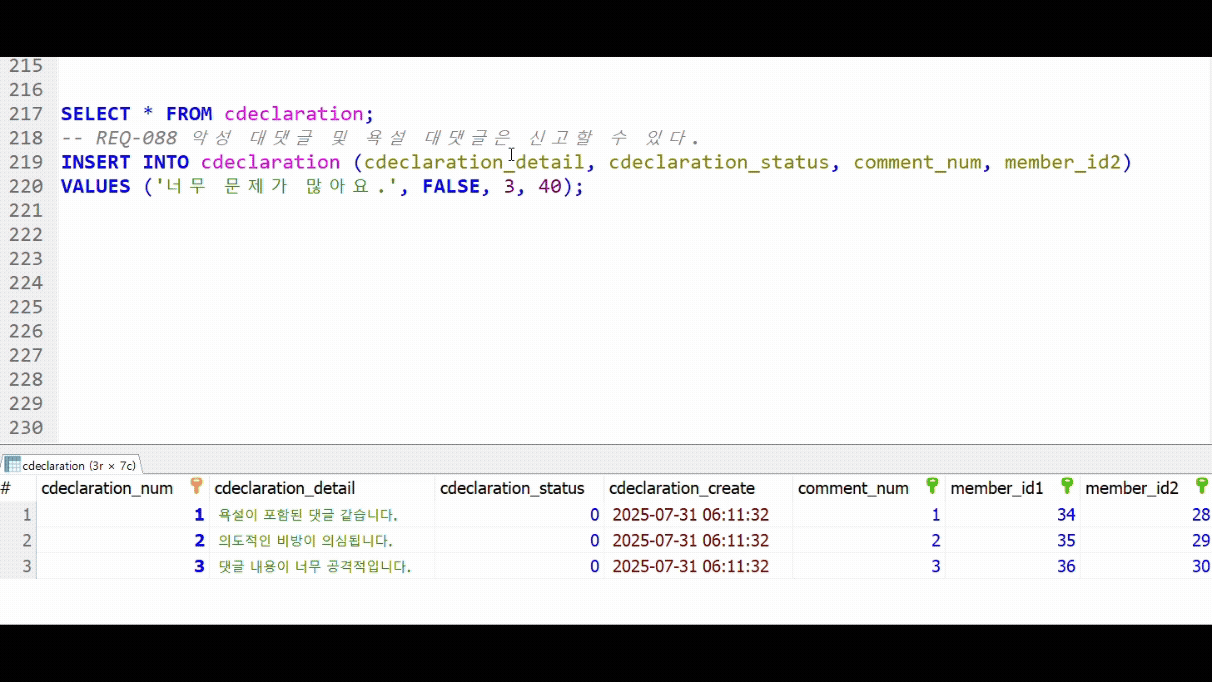 215
216
217 SELECT * FROM cdeclaration;
218 -- REQ-088 악성 대댓글 및 욕설 대댓글은 신고할 수 있다.
219 INSERT INTO cdeclaration (cdeclaration_detail, cdeclaration_status, comment_num, member_id2)
220 VALUES ('너무 문제가 많아요.', FALSE, 3, 40);
221
222
223
224
225
226
227
228
229
230
cdeclaration (3r × 7c)
# cdeclaration_num cdeclaration_detail cdeclaration_status cdeclaration_create comment_num member_id1 member_id2
1 1 욕설이 포함된 댓글 같습니다. 0 2025-07-31 06:11:32 1 34 28
2 2 의도적인 비방이 의심됩니다. 0 2025-07-31 06:11:32 2 35 29
3 3 댓글 내용이 너무 공격적입니다. 0 2025-07-31 06:11:32 3 36 30